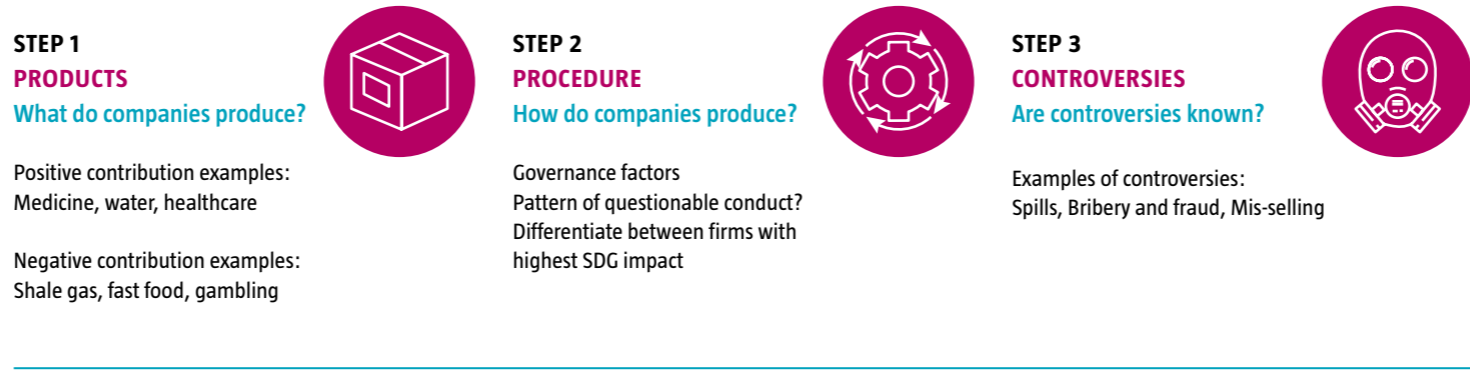 STEP 1
PRODUCTS
What do companies produce?
Positive contribution examples:
Medicine, water, healthcare
Negative contribution examples:
Shale gas, fast food, gambling
STEP 2
PROCEDURE
How do companies produce?
Governance factors
Pattern of questionable conduct?
Differentiate between firms with
highest SDG impact
STEP 3
CONTROVERSIES
Are controversies known?
Examples of controversies:
Spills, Bribery and fraud, Mis-selling